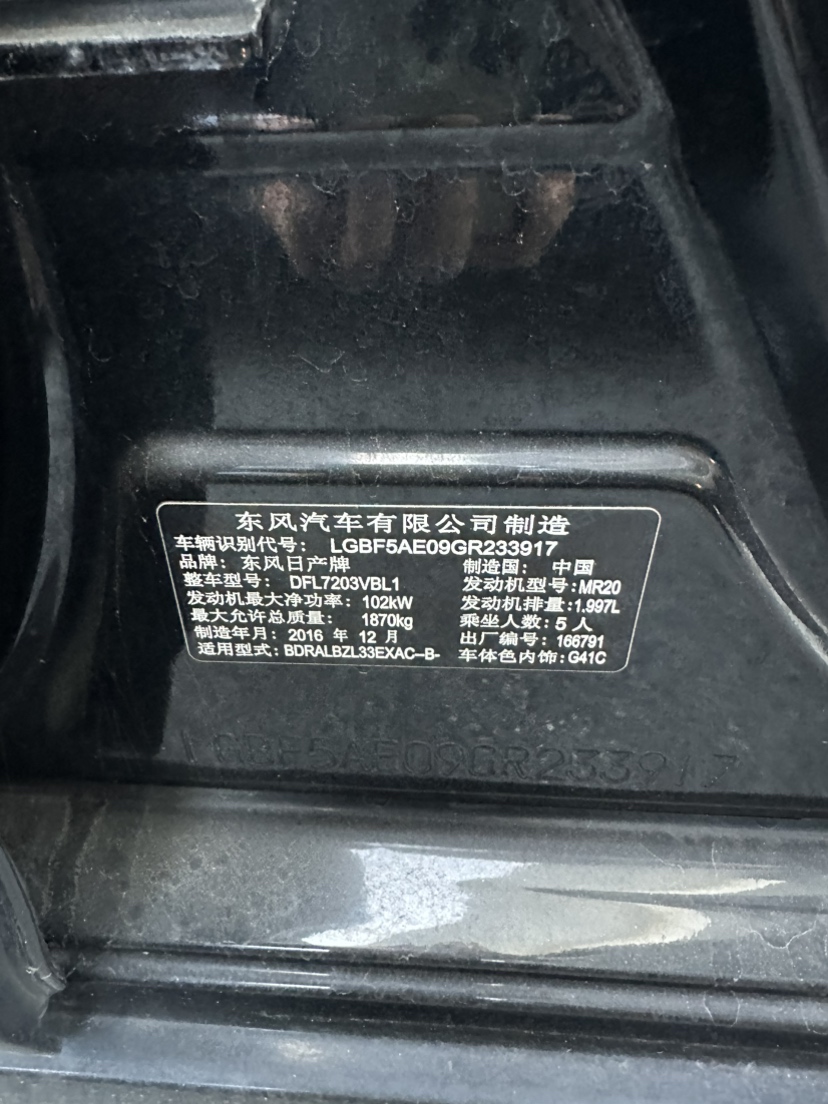 东风汽车有限公司制造
车辆识别代号： LGBF5AE09GR233917
品牌： 东风日产牌 制造国： 中国
整车型号： DFL7203VBL1 发动机型号：MR20
发动机最大净功率：102kW 发动机排量：1.997L
最大允许总质量： 1870kg 乘坐人数：5 人
制造年月：2016 年 12 月 出厂编号：166791
适用型式：BDRALBZL33EXAC--B- 车体色内饰：G41C
LGBF5AE09GR233917